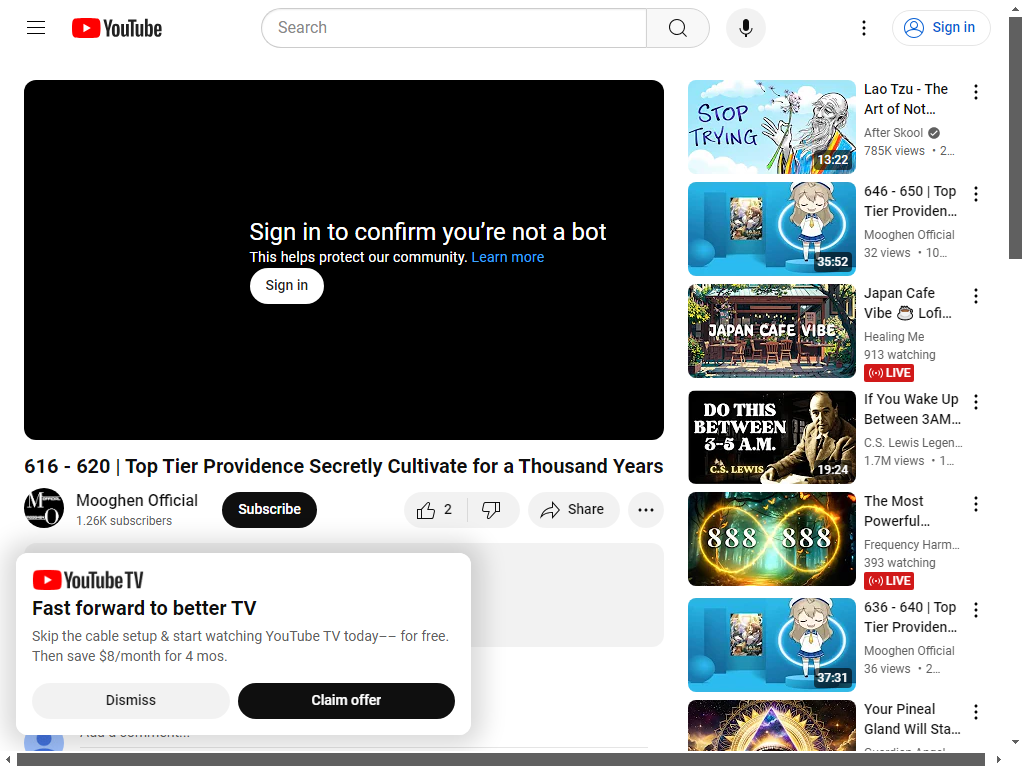 YouTube
Search
Sign in
Sign in to confirm you’re not a bot
This helps protect our community. Learn more
Sign in
616 - 620 | Top Tier Providence Secretly Cultivate for a Thousand Years
Mooghen Official
1.26K subscribers
Subscribe
2
Share
YouTube TV
Fast forward to better TV
Skip the cable setup & start watching YouTube TV today–– for free.
Then save $8/month for 4 mos.
Dismiss
Claim offer
STOP
TRYING
13:22
Lao Tzu - The
Art of Not…
After Skool
785K views • 2…
35:52
646 - 650 | Top
Tier Providen…
Mooghen Official
32 views • 10…
JAPAN CAFE VIBE
Japan Cafe
Vibe ☕ Lofi…
Healing Me
913 watching
LIVE
DO THIS
BETWEEN
3-5 A.M.
C.S. LEWIS
19:24
If You Wake Up
Between 3AM…
C.S. Lewis Legen…
1.7M views • 1…
888 888
The Most
Powerful…
Frequency Harm…
393 watching
LIVE
37:31
636 - 640 | Top
Tier Providen…
Mooghen Official
36 views • 2…
Your Pineal
Gland Will Sta…